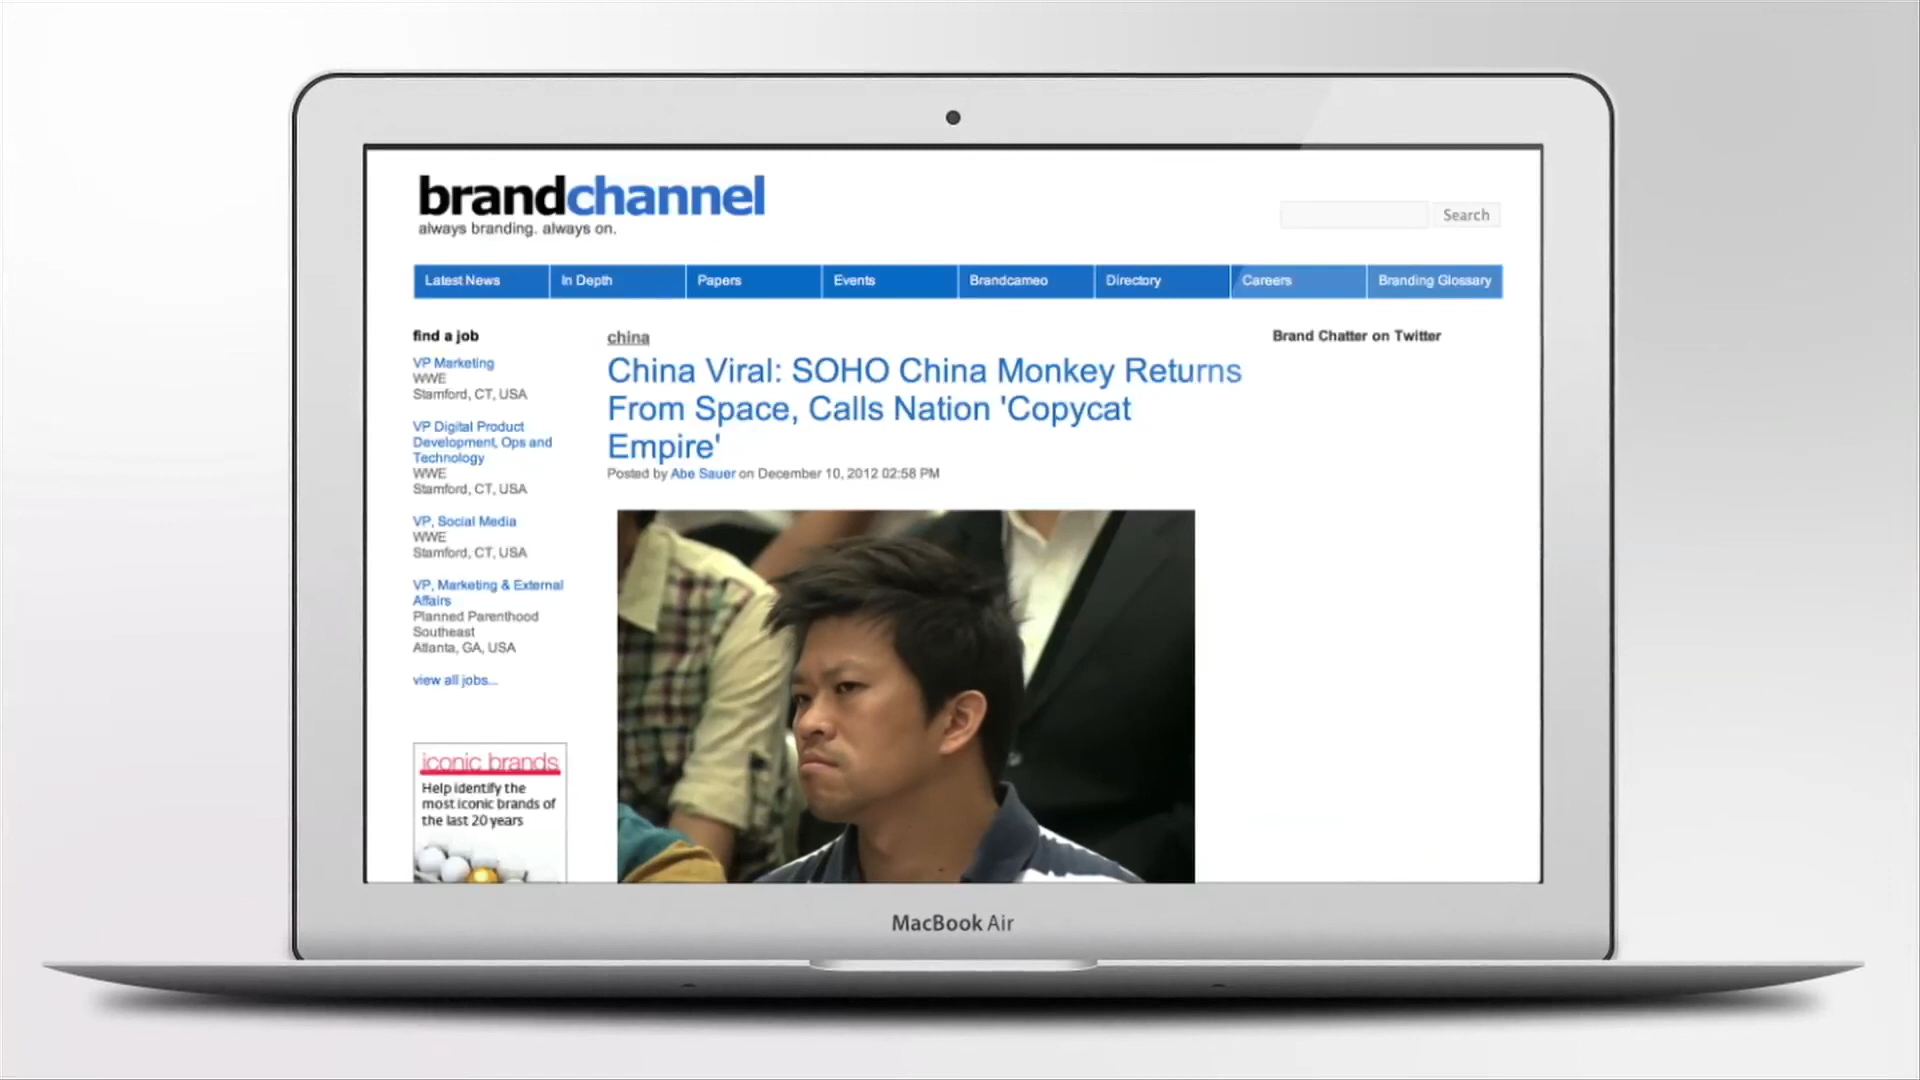 brandchannel
always branding. always on.
Search
Latest News
In Depth
Papers
Events
Brandcameo
Directory
Careers
Branding Glossary
find a job
VP Marketing
WWE
Stamford, CT, USA
VP Digital Product
Development, Ops and
Technology
WWE
Stamford, CT, USA
VP, Social Media
WWE
Stamford, CT, USA
VP, Marketing & External
Affairs
Planned Parenthood
Southeast
Atlanta, GA, USA
view all jobs...
iconic brands
Help identify the
most iconic brands of
the last 20 years
china
China Viral: SOHO China Monkey Returns
From Space, Calls Nation 'Copycat
Empire'
Posted by Abe Sauer on December 10, 2012 02:58 PM
Brand Chatter on Twitter
MacBook Air